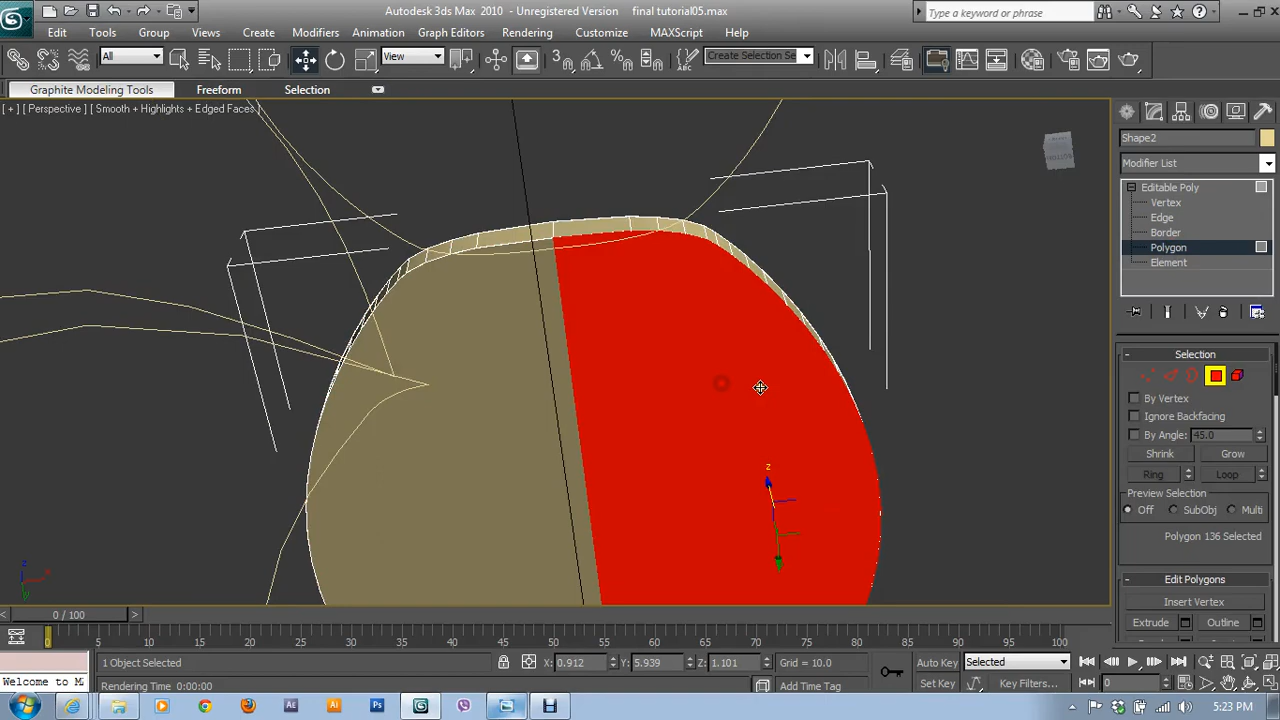 Autodesk 3ds Max 2010 - Unregistered Version final tutorial05.max
Type a keyword or phrase
Edit Tools Group Views Create Modifiers Animation Graph Editors Rendering Customize MAXScript Help
All View Create Selection Se
Graphite Modeling Tools Freeform Selection
[ + ] [ Perspective ] [ Smooth + Highlights + Edged Faces ]
Shape2
Modifier List
Editable Poly
Vertex
Edge
Border
Polygon
Element
Selection
By Vertex
Ignore Backfacing
By Angle: 45.0
Shrink Grow
Ring Loop
Preview Selection
Off SubObj Multi
Polygon 136 Selected
Edit Polygons
Insert Vertex
Extrude Outline
z
z
x
y
0 / 100
0 5 10 15 20 25 30 35 40 45 50 55 60 65 70 75 80 85 90 95 100
1 Object Selected X: 0.912 Y: 5.939 Z: 1.101 Grid = 10.0 Auto Key Selected
Welcome to M
Rendering Time 0:00:00 Add Time Tag Set Key Key Filters... 0
5:23 PM